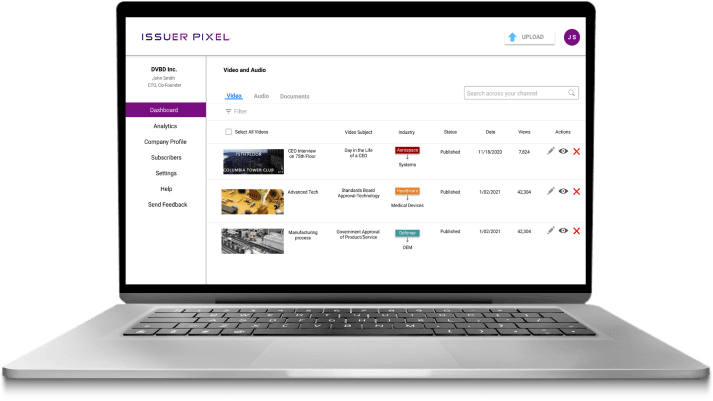 ISSUER PIXEL
UPLOAD
J S
DVBD Inc.
John Smith
CTO, Co-Founder
Dashboard
Analytics
Company Profile
Subscribers
Settings
Help
Send Feedback
Video and Audio
Video Audio Documents
Search across your channel
Filter
Select All Videos Video Subject Industry Status Date Views Actions
75TH FLOOR
COLUMBIA TOWER CLUB
CEO Interview
on 75th Floor
Day in the Life
of a CEO
Aerospace
Systems
Published 11/18/2020 7,624
Advanced Tech
Standards Board
Approval-Technology
Healthcare
Medical Devices
Published 1/02/2021 42,304
Manufacturing
process
Government Approval
of Product/Service
Defense
OEM
Published 1/02/2021 42,304